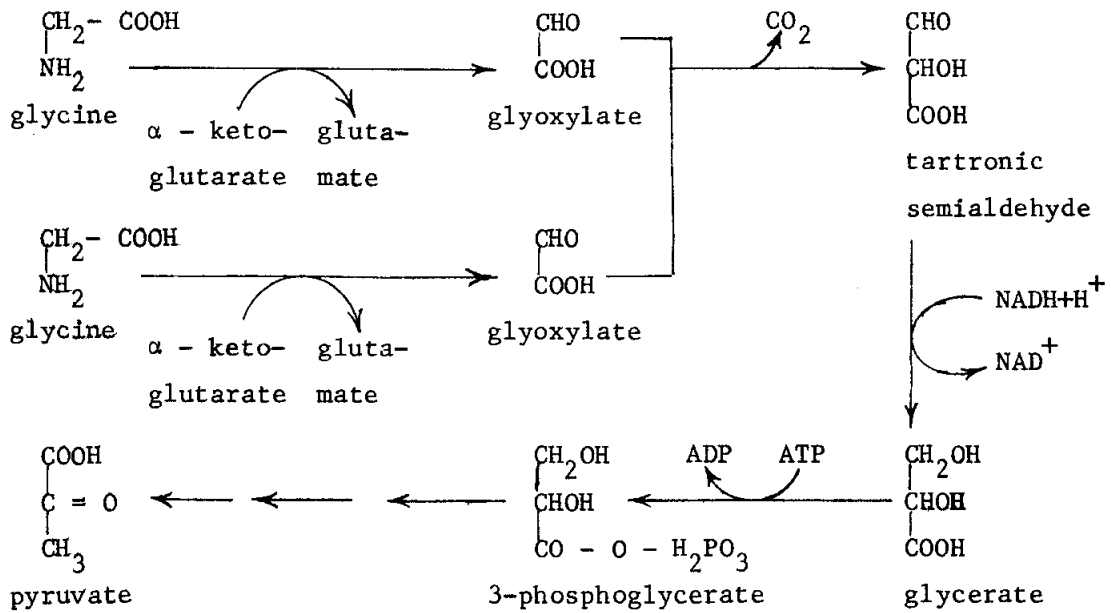 CH2- COOH
NH2
glycine
α - keto- gluta-
glutarate mate
CHO
COOH
glyoxylate
CO2
CHO
CHOH
COOH
tartronic
semialdehyde
CH2- COOH
NH2
glycine
α - keto- gluta-
glutarate mate
CHO
COOH
glyoxylate
NADH+H+
NAD+
COOH
C = O
CH3
pyruvate
CH2OH
CHOH
CO - O - H2PO3
3-phosphoglycerate
ADP ATP
CH2OH
CHOH
COOH
glycerate